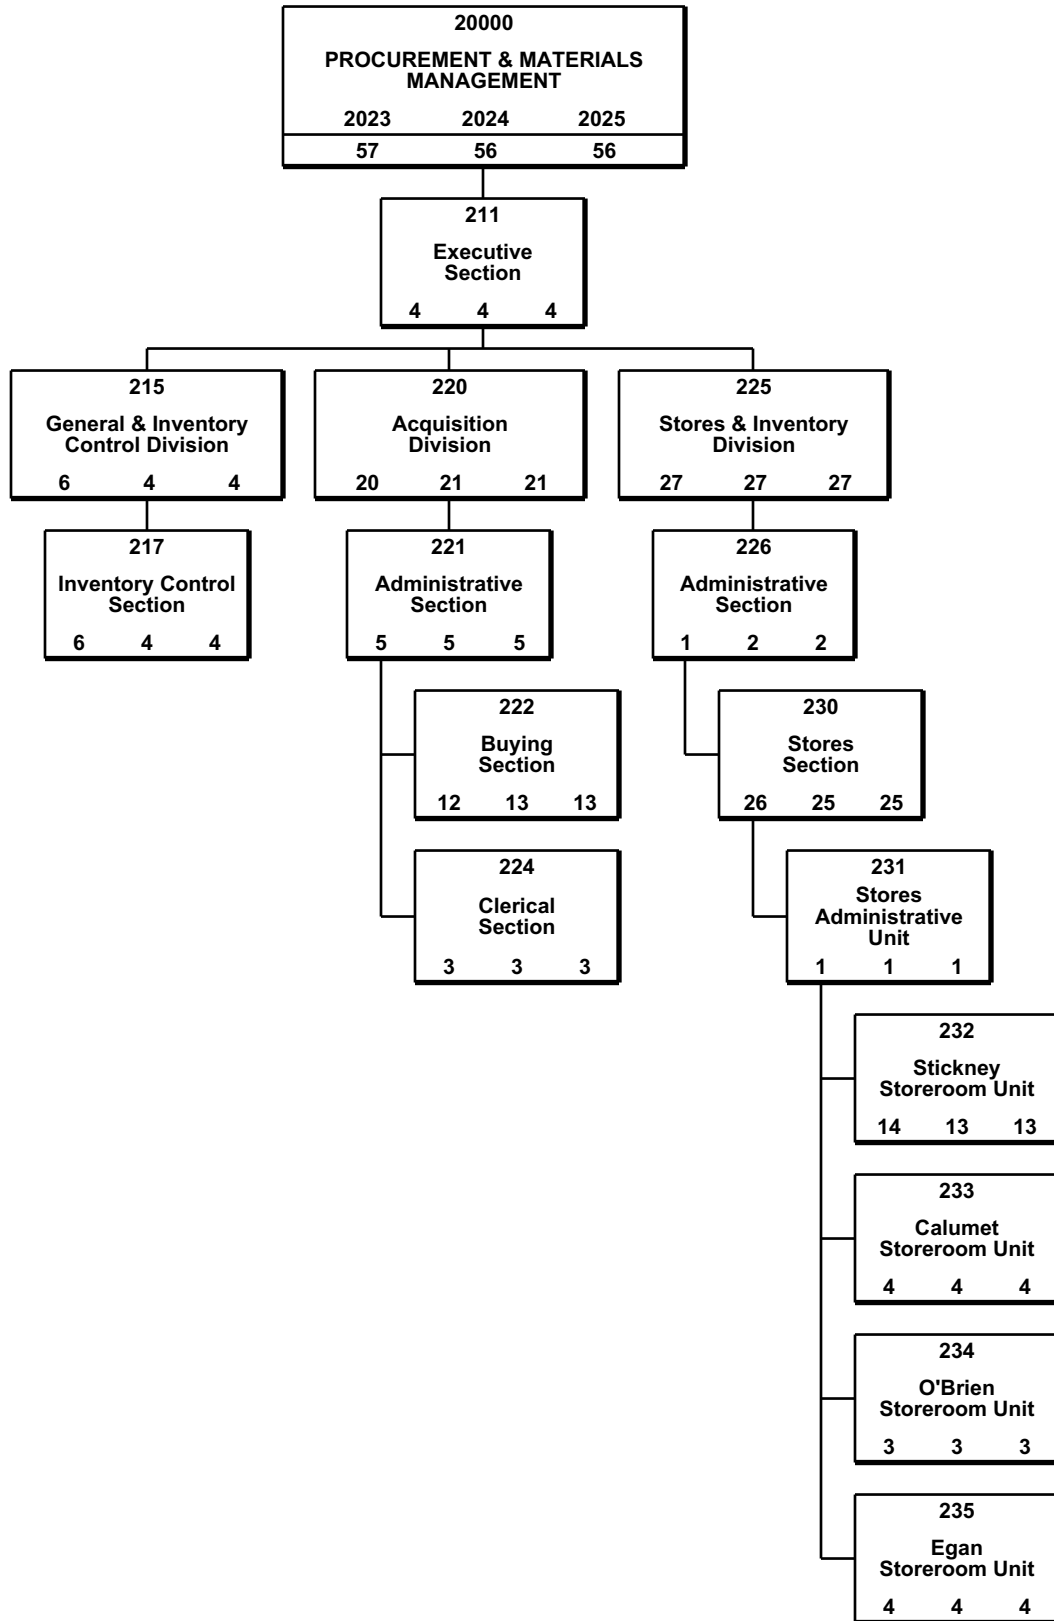 20000
PROCUREMENT & MATERIALS
MANAGEMENT
2023 2024 2025
57 56 56
211
Executive
Section
4 4 4
215
General & Inventory
Control Division
6 4 4
220
Acquisition
Division
20 21 21
225
Stores & Inventory
Division
27 27 27
217
Inventory Control
Section
6 4 4
221
Administrative
Section
5 5 5
226
Administrative
Section
1 2 2
222
Buying
Section
12 13 13
230
Stores
Section
26 25 25
224
Clerical
Section
3 3 3
231
Stores
Administrative
Unit
1 1 1
232
Stickney
Storeroom Unit
14 13 13
233
Calumet
Storeroom Unit
4 4 4
234
O'Brien
Storeroom Unit
3 3 3
235
Egan
Storeroom Unit
4 4 4